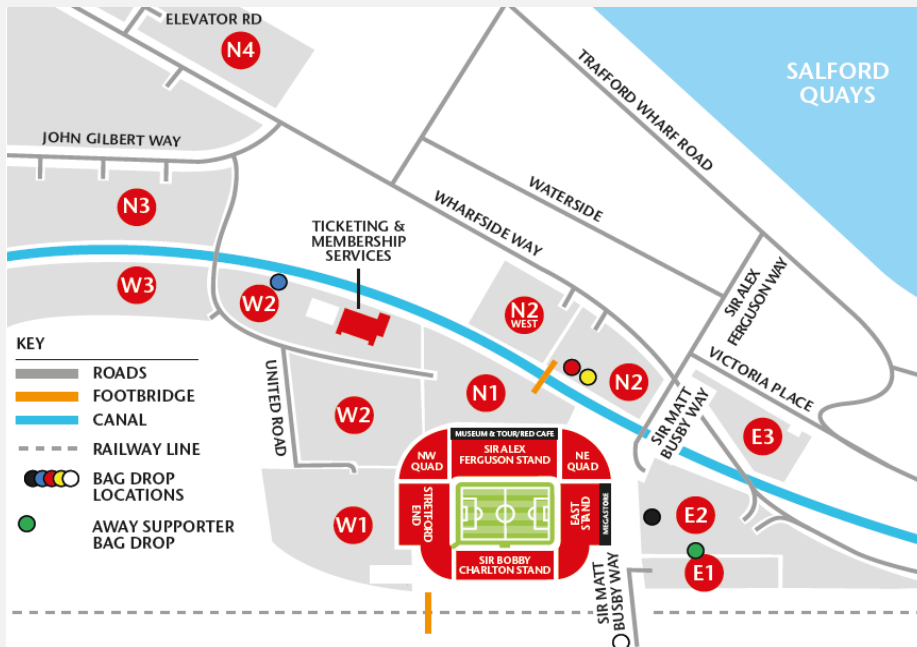 ELEVATOR RD
N4
SALFORD
QUAYS
TRAFFORD WHARF ROAD
JOHN GILBERT WAY
WATERSIDE
N3
WHARFSIDE WAY
TICKETING &
MEMBERSHIP
SERVICES
SIR ALEX
FERGUSON WAY
W3
W2
N2
WEST
KEY
ROADS
FOOTBRIDGE
CANAL
RAILWAY LINE
BAG DROP
LOCATIONS
AWAY SUPPORTER
BAG DROP
UNITED ROAD
W2
N1
N2
VICTORIA PLACE
SIR MATT
BUSBY WAY
E3
MUSEUM & TOUR/RED CAFE
NW
QUAD
SIR ALEX
FERGUSON STAND
NE
QUAD
STRETFORD
END
EAST
STAND
MEGASTORE
W1
E2
SIR BOBBY
CHARLTON STAND
E1
SIR MATT
BUSBY WAY